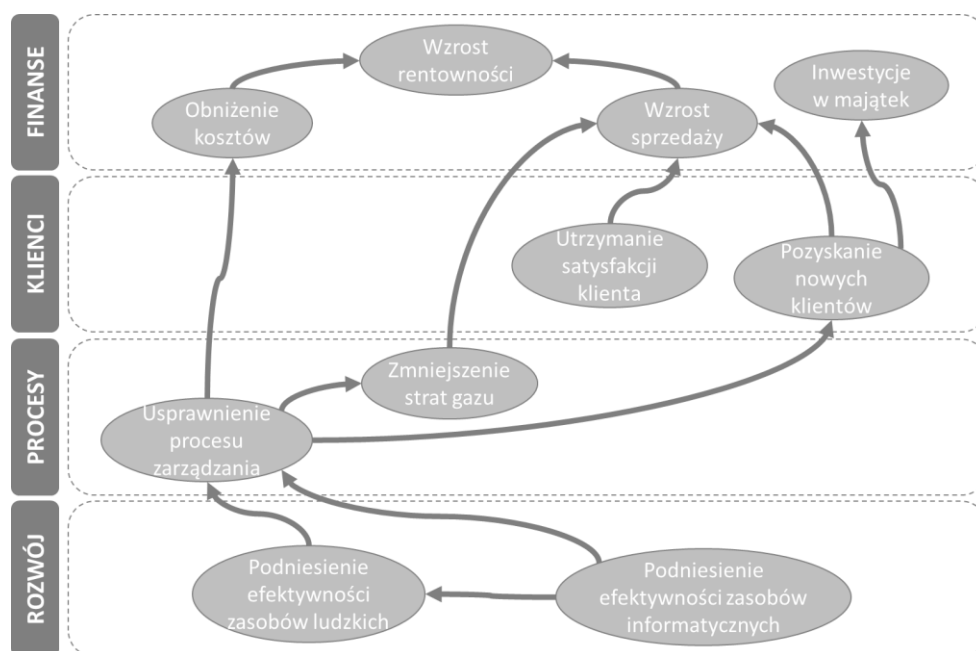 FINANSE
Wzrost
rentowności
Obniżenie
kosztów
Wzrost
sprzedaży
Inwestycje
w majątek
KLIENCI
Utrzymanie
satysfakcji
klienta
Pozyskanie
nowych
klientów
PROCESY
Zmniejszenie
strat gazu
Usprawnienie
procesu
zarządzania
ROZWÓJ
Podniesienie
efektywności
zasobów ludzkich
Podniesienie
efektywności zasobów
informatycznych